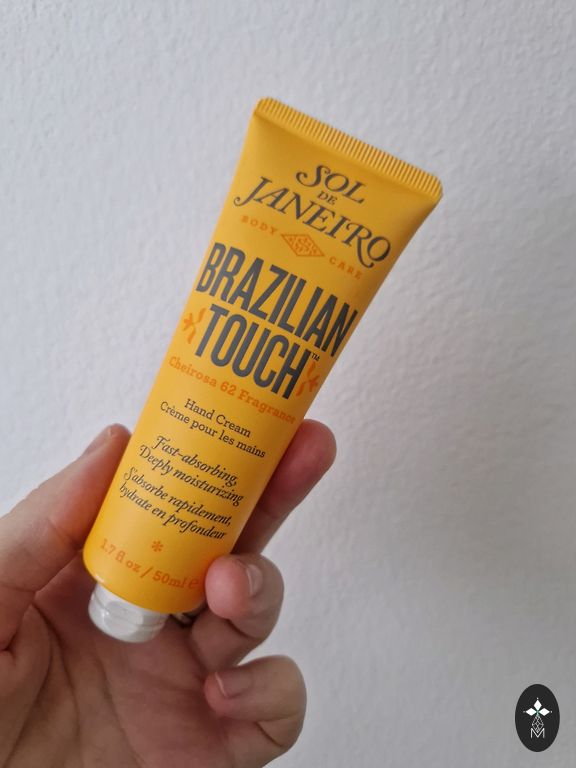 SOL
DE
JANEIRO
BODY CARE
BRAZILIAN
TOUCH™
Cheirosa 62 Fragrance
Hand Cream
Crème pour les mains
Fast-absorbing,
Deeply moisturizing
S'absorbe rapidement,
hydrate en profondeur
1.7 fl oz / 50ml e
M